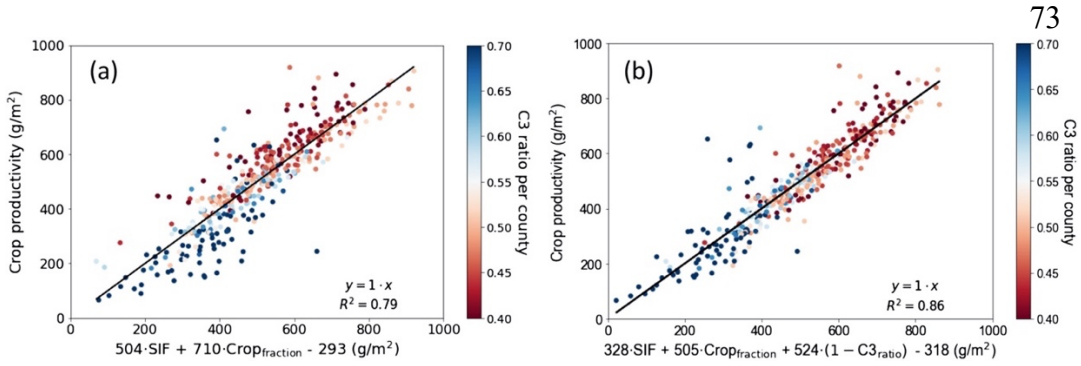 73
(a)
Crop productivity (g/m²)
1000
800
600
400
200
0
0 200 400 600 800 1000
504·SIF + 710·Crop_fraction - 293 (g/m²)
y = 1 · x
R² = 0.79
0.70
0.65
0.60
0.55
0.50
0.45
0.40
C3 ratio per county
(b)
Crop productivity (g/m²)
1000
800
600
400
200
0
0 200 400 600 800 1000
328·SIF + 505·Crop_fraction + 524·(1 − C3_ratio) - 318 (g/m²)
y = 1 · x
R² = 0.86
0.70
0.65
0.60
0.55
0.50
0.45
0.40
C3 ratio per county